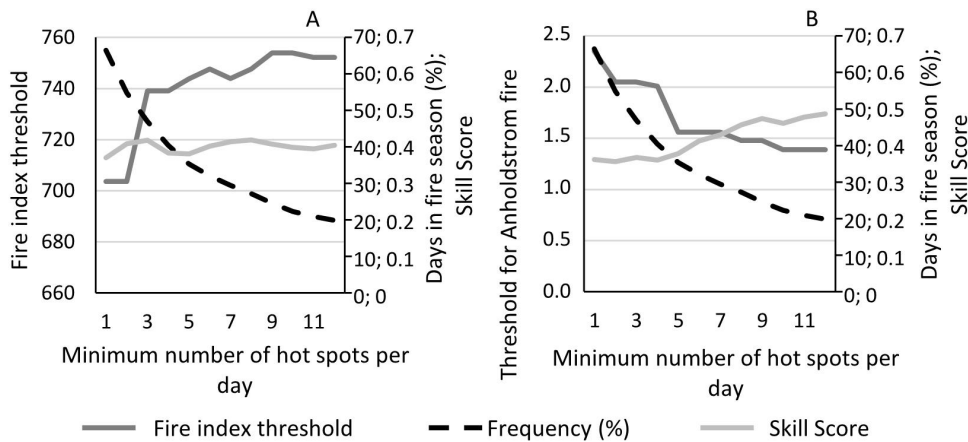 A
760
740
720
700
680
660
Fire index threshold
70; 0.7
60; 0.6
50; 0.5
40; 0.4
30; 0.3
20; 0.2
10; 0.1
0; 0
Days in fire season (%);
Skill Score
1 3 5 7 9 11
Minimum number of hot spots per
day
B
2.5
2.0
1.5
1.0
0.5
0.0
Threshold for Anholdstrom fire
70; 0.7
60; 0.6
50; 0.5
40; 0.4
30; 0.3
20; 0.2
10; 0.1
0; 0
Days in fire season (%);
Skill Score
1 3 5 7 9 11
Minimum number of hot spots per
day
Fire index threshold Frequency (%) Skill Score